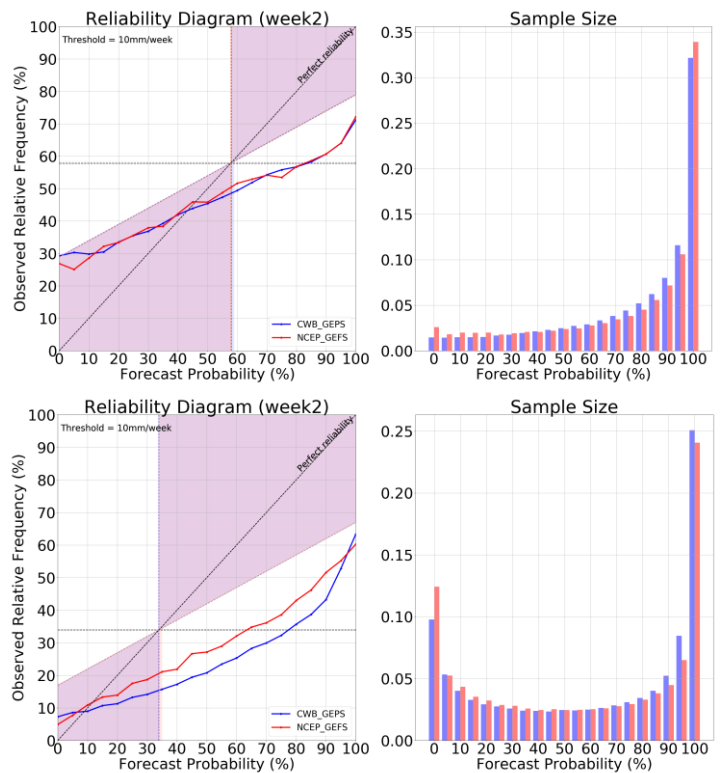 Reliability Diagram (week2)
Threshold = 10mm/week
Perfect reliability
Observed Relative Frequency (%)
100
90
80
70
60
50
40
30
20
10
0
CWB_GEPS
NCEP_GEFS
0 10 20 30 40 50 60 70 80 90 100
Forecast Probability (%)
Sample Size
0.35
0.30
0.25
0.20
0.15
0.10
0.05
0.00
0 10 20 30 40 50 60 70 80 90 100
Forecast Probability (%)
Reliability Diagram (week2)
Threshold = 10mm/week
Perfect reliability
Observed Relative Frequency (%)
100
90
80
70
60
50
40
30
20
10
0
CWB_GEPS
NCEP_GEFS
0 10 20 30 40 50 60 70 80 90 100
Forecast Probability (%)
Sample Size
0.25
0.20
0.15
0.10
0.05
0.00
0 10 20 30 40 50 60 70 80 90 100
Forecast Probability (%)